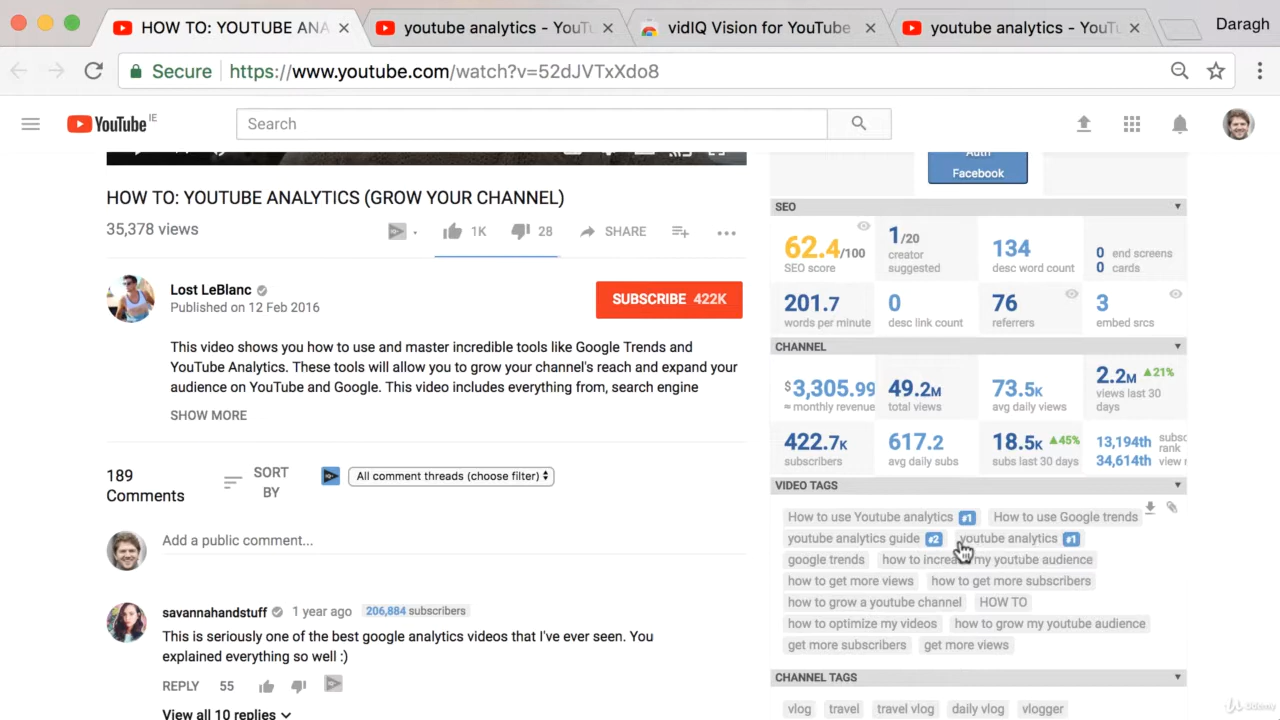 HOW TO: YOUTUBE ANA
youtube analytics - YouTu
vidIQ Vision for YouTube
youtube analytics - YouTu
Daragh
Secure
https://www.youtube.com/watch?v=52dJVTxXdo8
YouTube IE
Search
HOW TO: YOUTUBE ANALYTICS (GROW YOUR CHANNEL)
35,378 views
1K
28
SHARE
Lost LeBlanc
Published on 12 Feb 2016
SUBSCRIBE 422K
This video shows you how to use and master incredible tools like Google Trends and
YouTube Analytics. These tools will allow you to grow your channel's reach and expand your
audience on YouTube and Google. This video includes everything from, search engine
SHOW MORE
189
Comments
SORT
BY
All comment threads (choose filter)
Add a public comment...
savannahandstuff 1 year ago 206,884 subscribers
This is seriously one of the best google analytics videos that I've ever seen. You
explained everything so well :)
REPLY 55
View all 10 replies
Auth
Facebook
SEO
62.4/100
SEO score
1/20
creator
suggested
134
desc word count
0 end screens
0 cards
201.7
words per minute
0
desc link count
76
referrers
3
embed srcs
CHANNEL
$3,305.99
≈ monthly revenue
49.2M
total views
73.5K
avg daily views
2.2M ▲21%
views last 30
days
422.7K
subscribers
617.2
avg daily subs
18.5K ▲45%
subs last 30 days
13,194th subsc
rank
34,614th view r
VIDEO TAGS
How to use Youtube analytics #1 How to use Google trends
youtube analytics guide #2 youtube analytics #1
google trends how to increa my youtube audience
how to get more views how to get more subscribers
how to grow a youtube channel HOW TO
how to optimize my videos how to grow my youtube audience
get more subscribers get more views
CHANNEL TAGS
vlog travel travel vlog daily vlog vlogger
Udemy